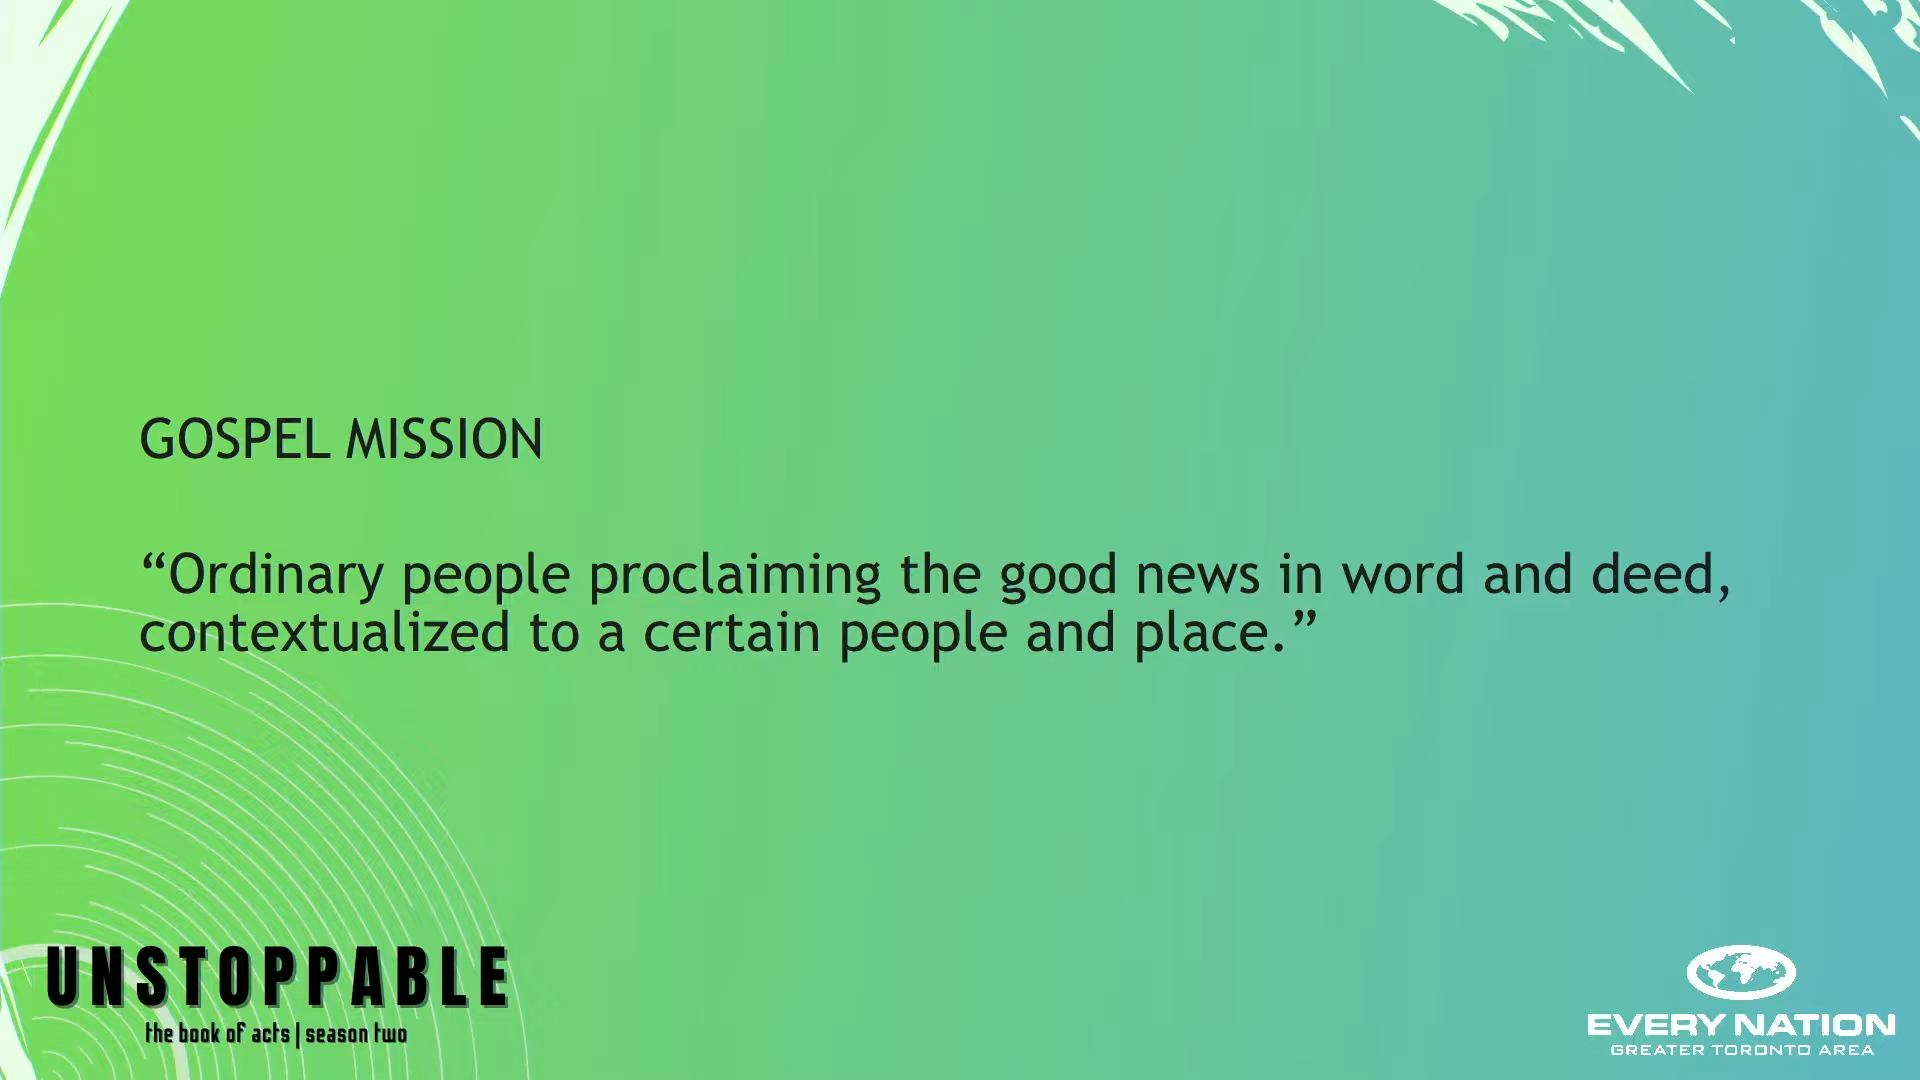 GOSPEL MISSION
“Ordinary people proclaiming the good news in word and deed,
contextualized to a certain people and place.”
UNSTOPPABLE
the book of acts | season two
EVERY NATION
GREATER TORONTO AREA